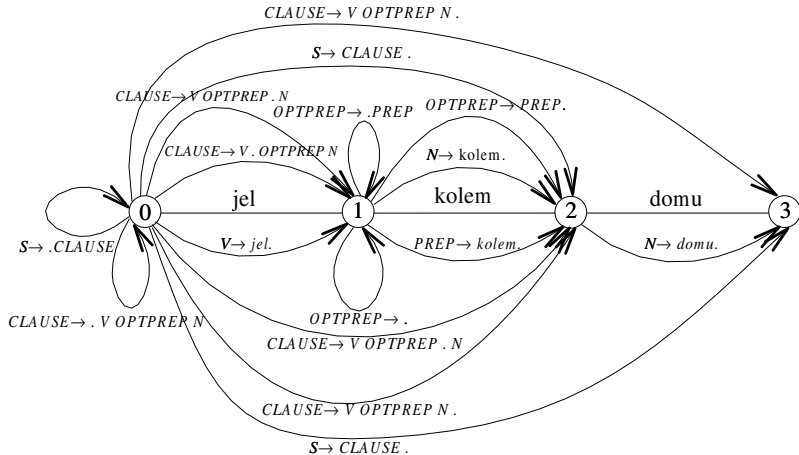 CLAUSE→ V OPTPREP N .
S→ CLAUSE .
CLAUSE→ V OPTPREP . N
OPTPREP→ .PREP
OPTPREP→ PREP .
CLAUSE→ V . OPTPREP N
N→ kolem.
jel
kolem
domu
0
1
2
3
S→ .CLAUSE
V→ jel.
PREP→ kolem.
N→ domu.
CLAUSE→ . V OPTPREP N
OPTPREP→ .
CLAUSE→ V OPTPREP . N
CLAUSE→ V OPTPREP N .
S→ CLAUSE .